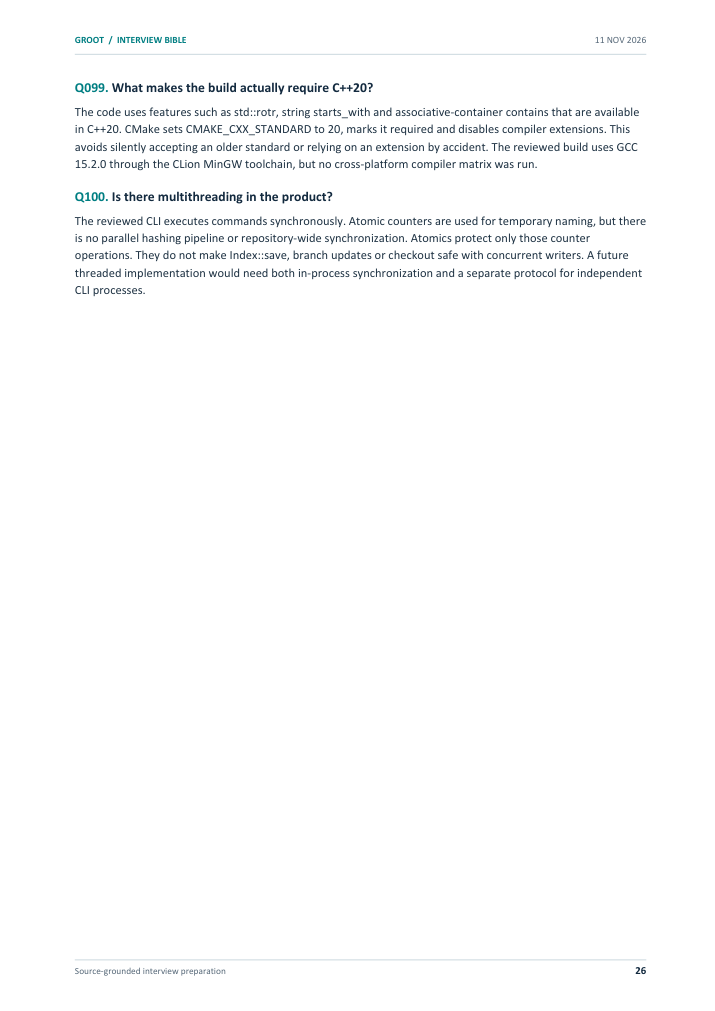 GROOT / INTERVIEW BIBLE
11 NOV 2026
Q099. What makes the build actually require C++20?
The code uses features such as std::rotr, string starts_with and associative-container contains that are available
in C++20. CMake sets CMAKE_CXX_STANDARD to 20, marks it required and disables compiler extensions. This
avoids silently accepting an older standard or relying on an extension by accident. The reviewed build uses GCC
15.2.0 through the CLion MinGW toolchain, but no cross-platform compiler matrix was run.
Q100. Is there multithreading in the product?
The reviewed CLI executes commands synchronously. Atomic counters are used for temporary naming, but there
is no parallel hashing pipeline or repository-wide synchronization. Atomics protect only those counter
operations. They do not make Index::save, branch updates or checkout safe with concurrent writers. A future
threaded implementation would need both in-process synchronization and a separate protocol for independent
CLI processes.
Source-grounded interview preparation
26